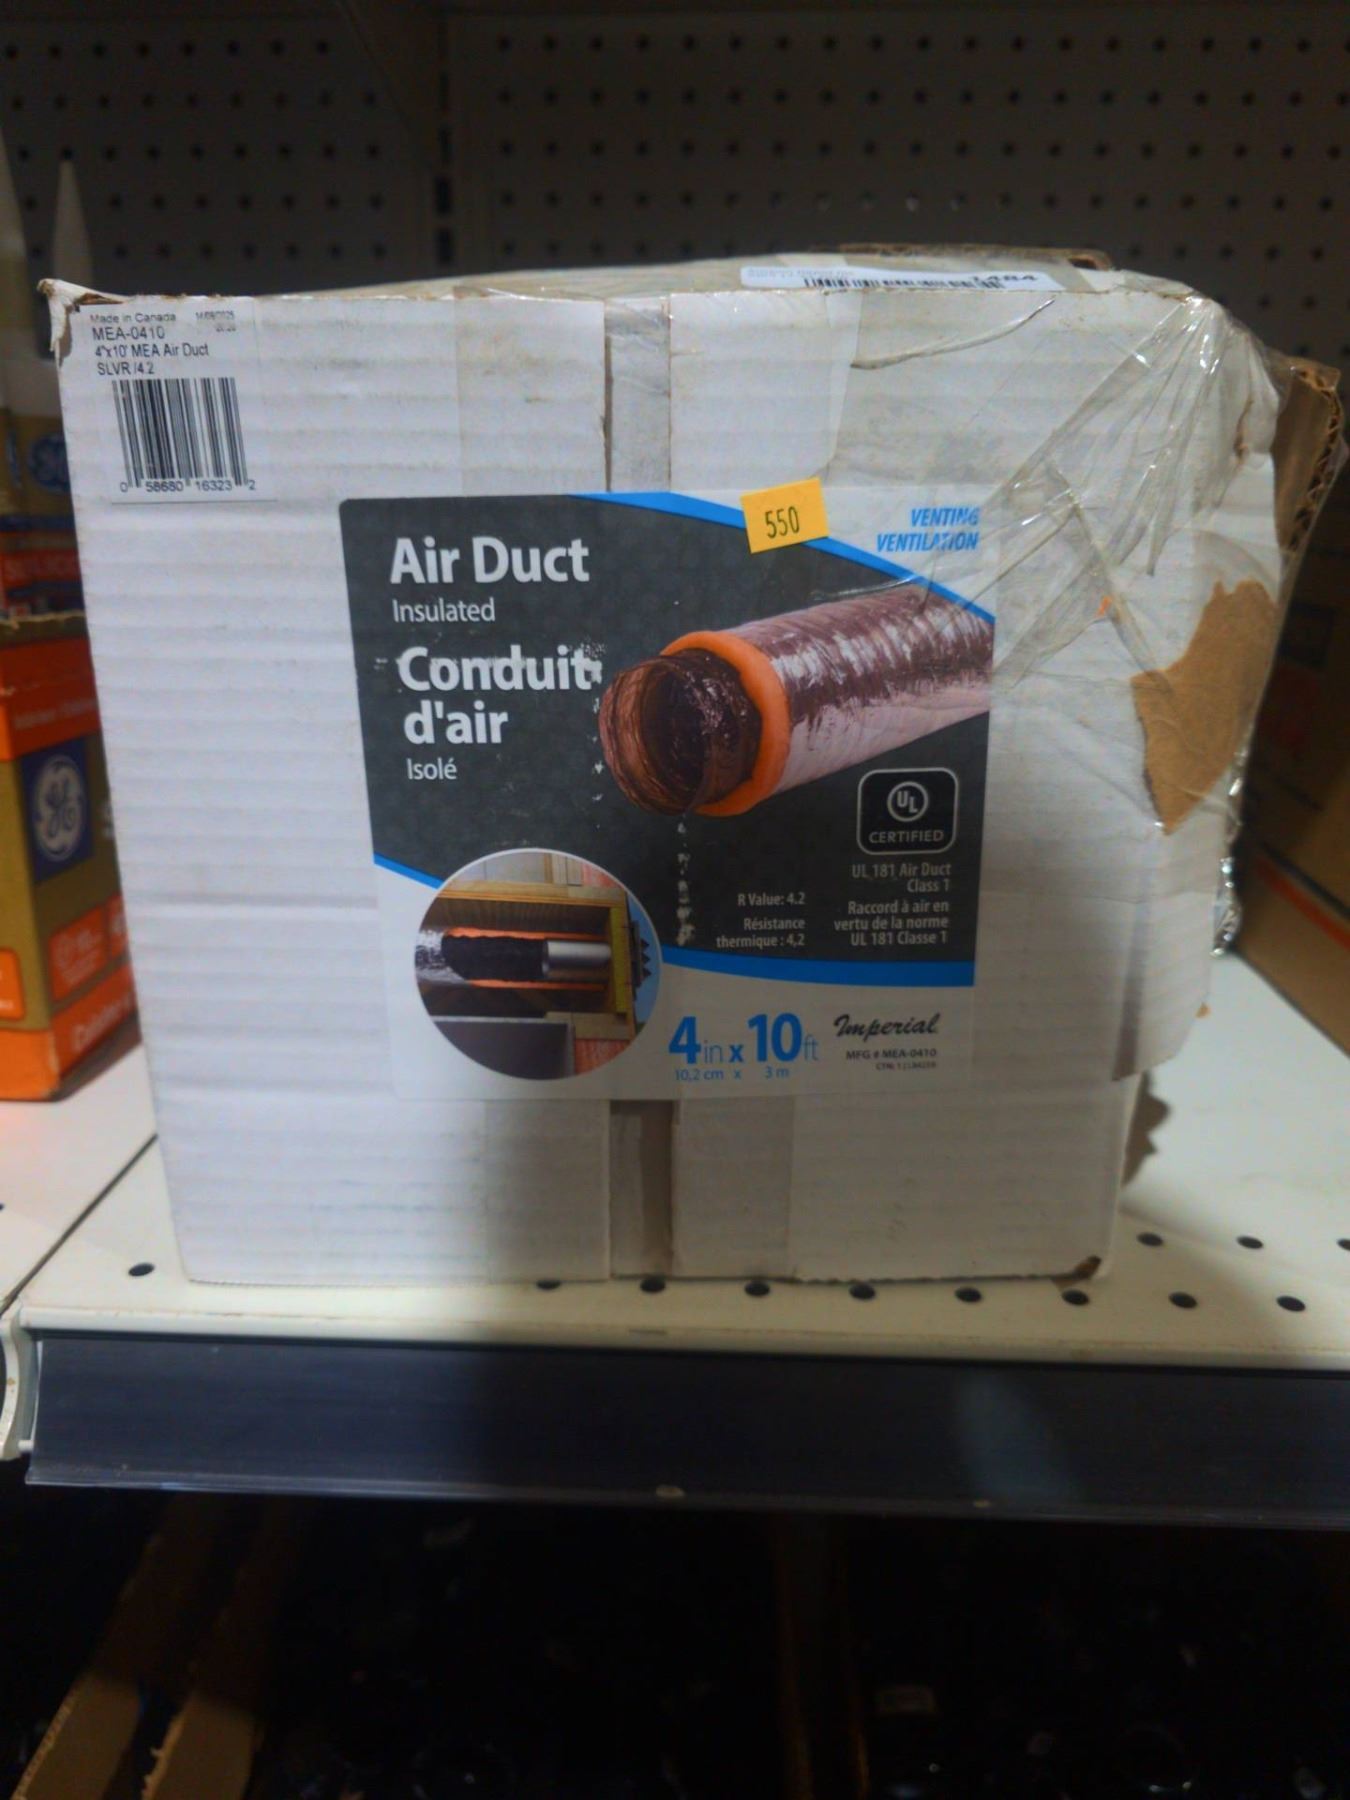 Made in Canada
MEA-0410
4"x10' MEA Air Duct
SLVR /4.2
0 58680 16323 2
550
VENTING
VENTILATION
Air Duct
Insulated
Conduit
d'air
Isolé
UL
CERTIFIED
UL 181 Air Duct
Class 1
Raccord à air en
vertu de la norme
UL 181 Classe 1
R Value: 4.2
Résistance
thermique : 4,2
4in x 10ft
10,2 cm x 3 m
Imperial
MFG # MEA-0410
GE